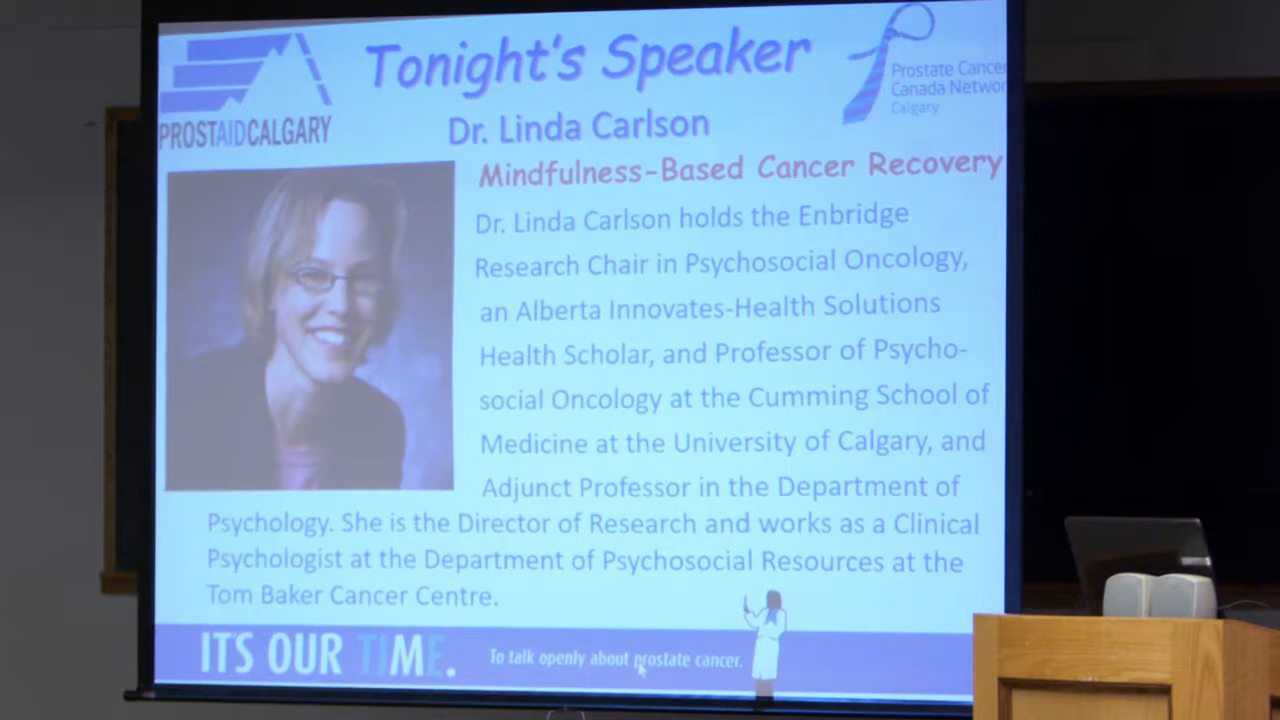 Tonight's Speaker
PROSTAIDCALGARY
Prostate Cancer
Canada Networ
Calgary
Dr. Linda Carlson
Mindfulness-Based Cancer Recovery
Dr. Linda Carlson holds the Enbridge
Research Chair in Psychosocial Oncology,
an Alberta Innovates-Health Solutions
Health Scholar, and Professor of Psycho-
social Oncology at the Cumming School of
Medicine at the University of Calgary, and
Adjunct Professor in the Department of
Psychology. She is the Director of Research and works as a Clinical
Psychologist at the Department of Psychosocial Resources at the
Tom Baker Cancer Centre.
IT'S OUR TIME.
To talk openly about prostate cancer.